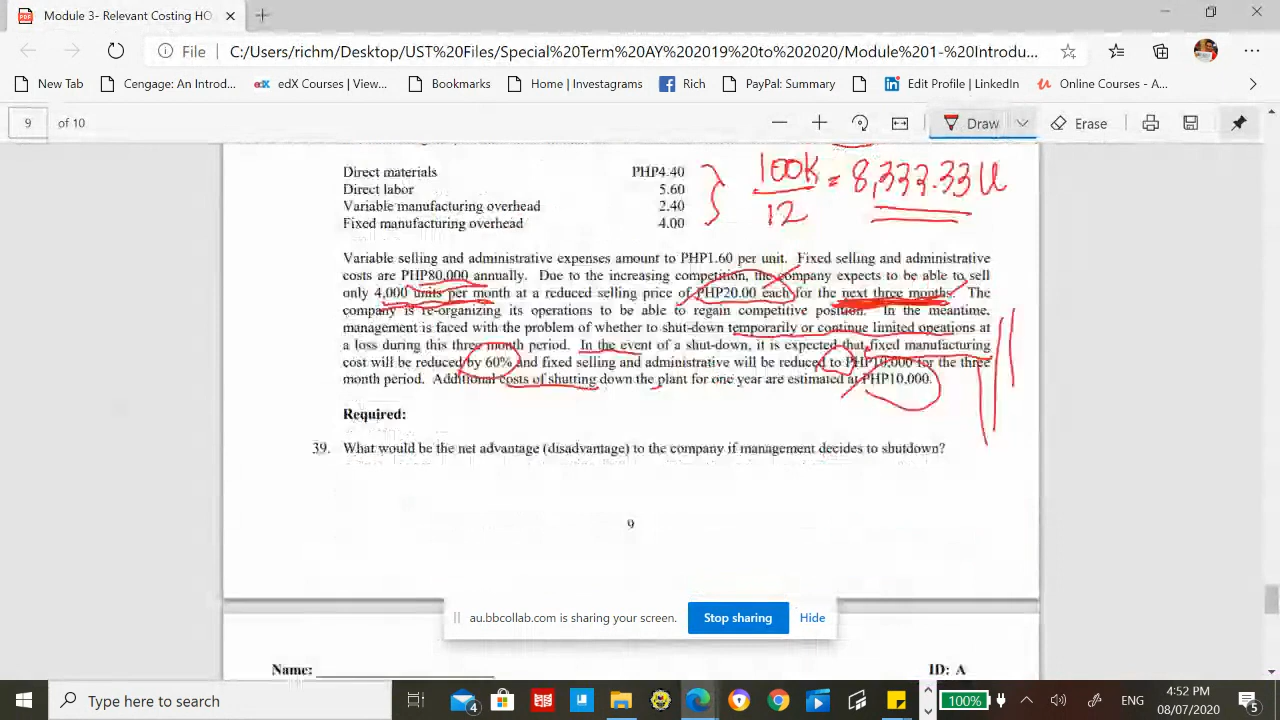 Module 3- Relevant Costing HO
File C:/Users/richm/Desktop/UST%20Files/Special%20Term%20AY%202019%20to%202020/Module%201-%20Introdu...
New Tab Cengage: An Introd... edX Courses | View... Bookmarks Home | Investagrams Rich PayPal: Summary Edit Profile | LinkedIn Online Courses - A...
9 of 10 Draw Erase
Direct materials PHP4.40
Direct labor 5.60
Variable manufacturing overhead 2.40
Fixed manufacturing overhead 4.00
100K
12
= 8,333.33 U
Variable selling and administrative expenses amount to PHP1.60 per unit. Fixed selling and administrative
costs are PHP80,000 annually. Due to the increasing competition, the company expects to be able to sell
only 4,000 units per month at a reduced selling price of PHP20.00 each for the next three months. The
company is re-organizing its operations to be able to regain competitive position. In the meantime,
management is faced with the problem of whether to shut-down temporarily or continue limited operations at
a loss during this three month period. In the event of a shut-down, it is expected that fixed manufacturing
cost will be reduced by 60% and fixed selling and administrative will be reduced to PHP10,000 for the three
month period. Additional costs of shutting down the plant for one year are estimated at PHP10,000.
Required:
39. What would be the net advantage (disadvantage) to the company if management decides to shutdown?
9
au.bbcollab.com is sharing your screen. Stop sharing Hide
Name: ID: A
Type here to search
4
100%
ENG
4:52 PM
08/07/2020
5